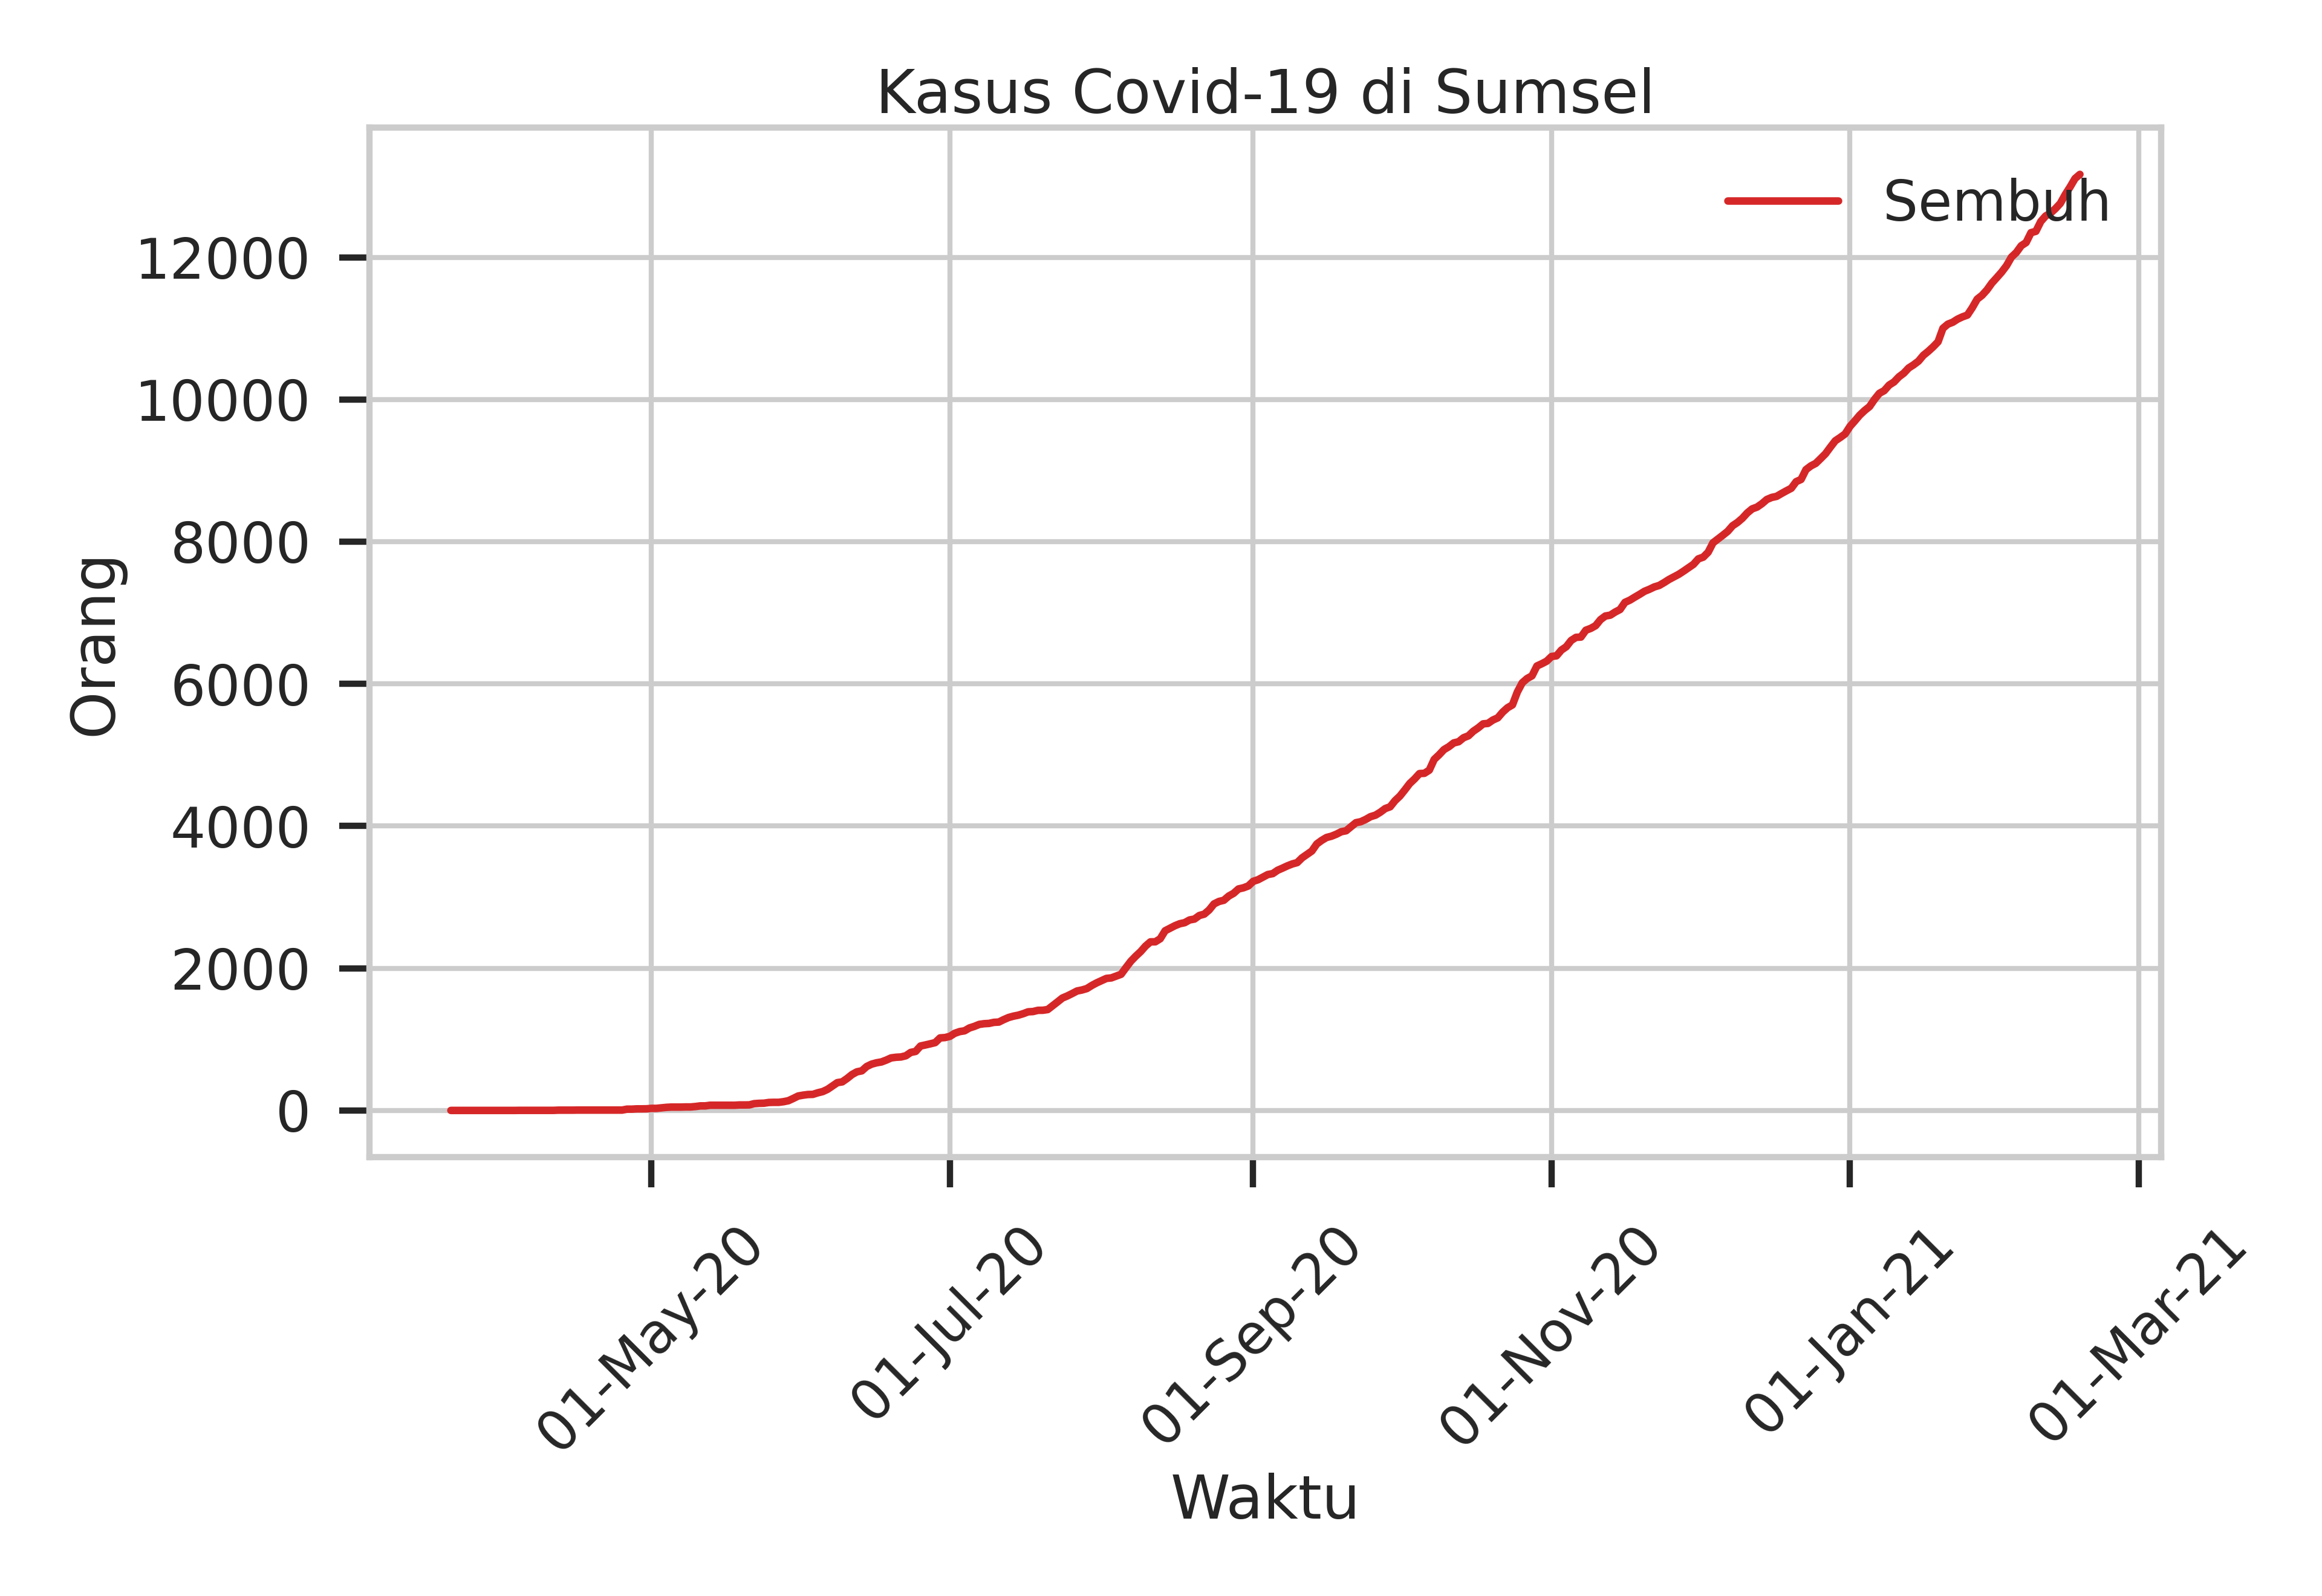 Kasus Covid-19 di Sumsel
Sembuh
12000
10000
8000
6000
4000
2000
0
Orang
01-May-20
01-Jul-20
01-Sep-20
01-Nov-20
01-Jan-21
01-Mar-21
Waktu